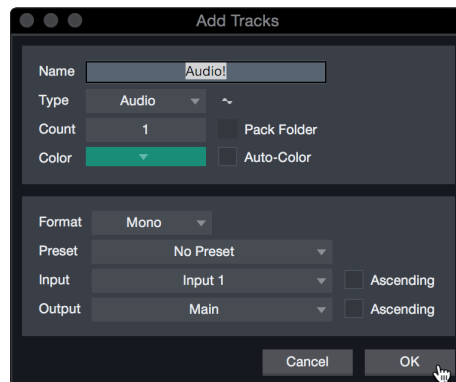 Add Tracks
Name Audio!
Type Audio
Count 1 Pack Folder
Color Auto-Color
Format Mono
Preset No Preset
Input Input 1 Ascending
Output Main Ascending
Cancel OK